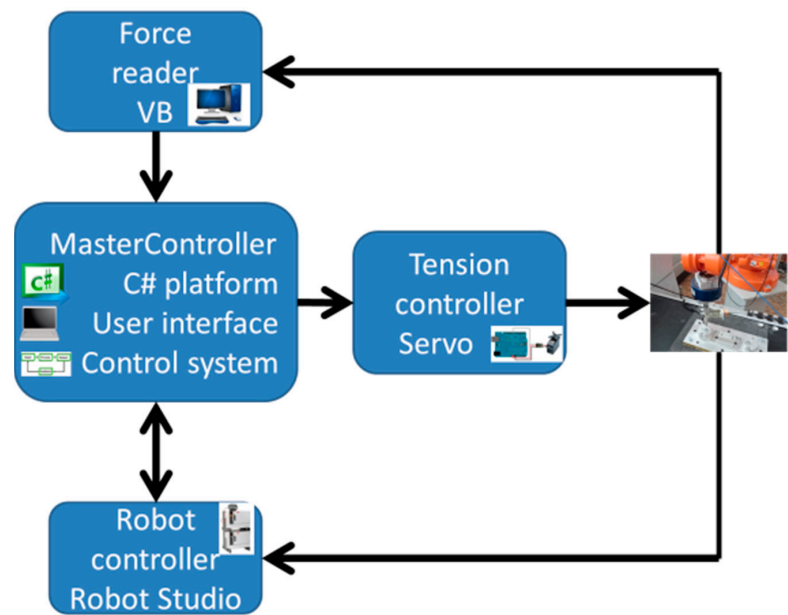 Force
reader
VB
MasterController
C# platform
User interface
Control system
Tension
controller
Servo
Robot
controller
Robot Studio